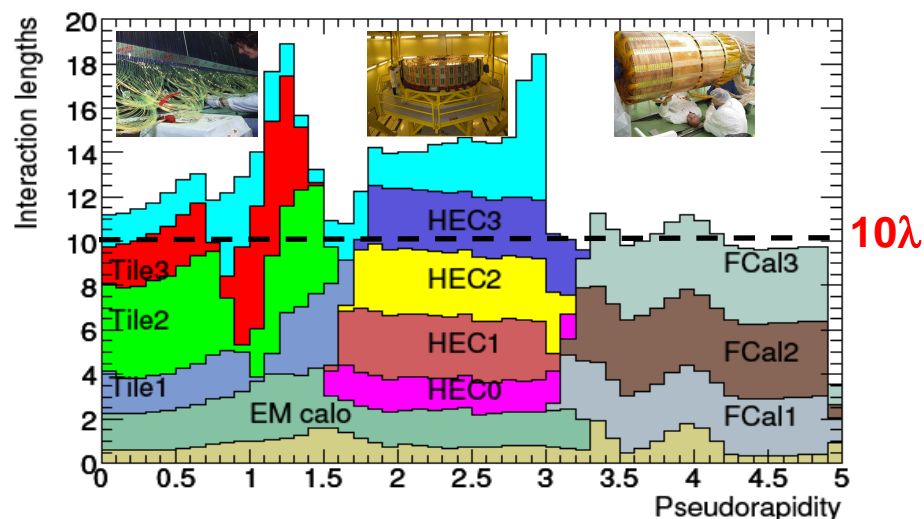 Interaction lengths
20
18
16
14
12
10
8
6
4
2
0
10λ
Tile3
Tile2
Tile1
EM calo
HEC3
HEC2
HEC1
HEC0
FCal3
FCal2
FCal1
0 0.5 1 1.5 2 2.5 3 3.5 4 4.5 5
Pseudorapidity